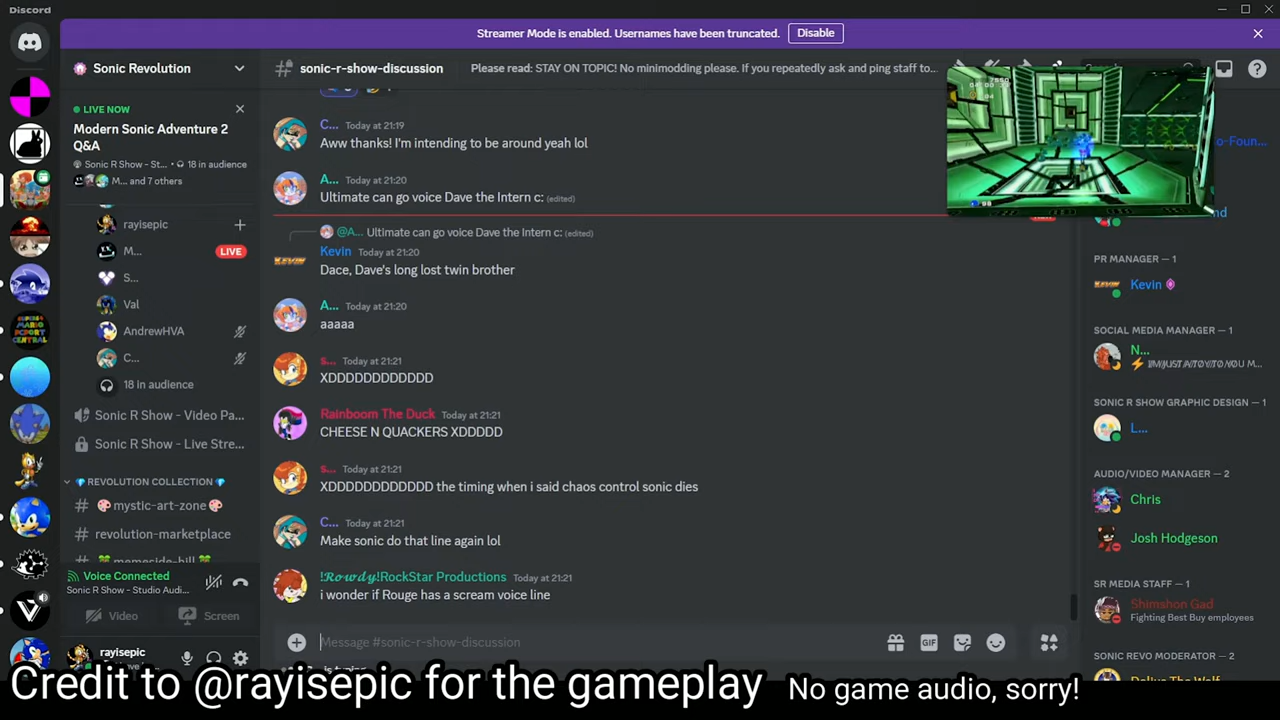 Discord
Streamer Mode is enabled. Usernames have been truncated.
Disable
Sonic Revolution
LIVE NOW
Modern Sonic Adventure 2
Q&A
Sonic R Show - St... • 18 in audience
M... and 7 others
rayisepic
M...
LIVE
S...
Val
AndrewHVA
C...
18 in audience
Sonic R Show - Video Pa...
Sonic R Show - Live Stre...
REVOLUTION COLLECTION
mystic-art-zone
revolution-marketplace
memeside-hill
Voice Connected
Sonic R Show - Studio Audi...
Video
Screen
rayisepic
sonic-r-show-discussion
Please read: STAY ON TOPIC! No minimodding please. If you repeatedly ask and ping staff to...
C... Today at 21:19
Aww thanks! I'm intending to be around yeah lol
A... Today at 21:20
Ultimate can go voice Dave the Intern c: (edited)
@A... Ultimate can go voice Dave the Intern c: (edited)
Kevin Today at 21:20
Dace, Dave's long lost twin brother
A... Today at 21:20
aaaaa
s... Today at 21:21
XDDDDDDDDDDDD
Rainboom The Duck Today at 21:21
CHEESE N QUACKERS XDDDD
s... Today at 21:21
XDDDDDDDDDDDD the timing when i said chaos control sonic dies
C... Today at 21:21
Make sonic do that line again lol
!Rowdy!RockStar Productions Today at 21:21
i wonder if Rouge has a scream voice line
Message #sonic-r-show-discussion
GIF
is typing
o-Foun...
PR MANAGER — 1
Kevin
SOCIAL MEDIA MANAGER — 1
N...
SONIC R SHOW GRAPHIC DESIGN — 1
L...
AUDIO/VIDEO MANAGER — 2
Chris
Josh Hodgeson
SR MEDIA STAFF — 1
Shimshon Gad
Fighting Best Buy employees
SONIC REVO MODERATOR — 2
Credit to @rayisepic for the gameplay
No game audio, sorry!